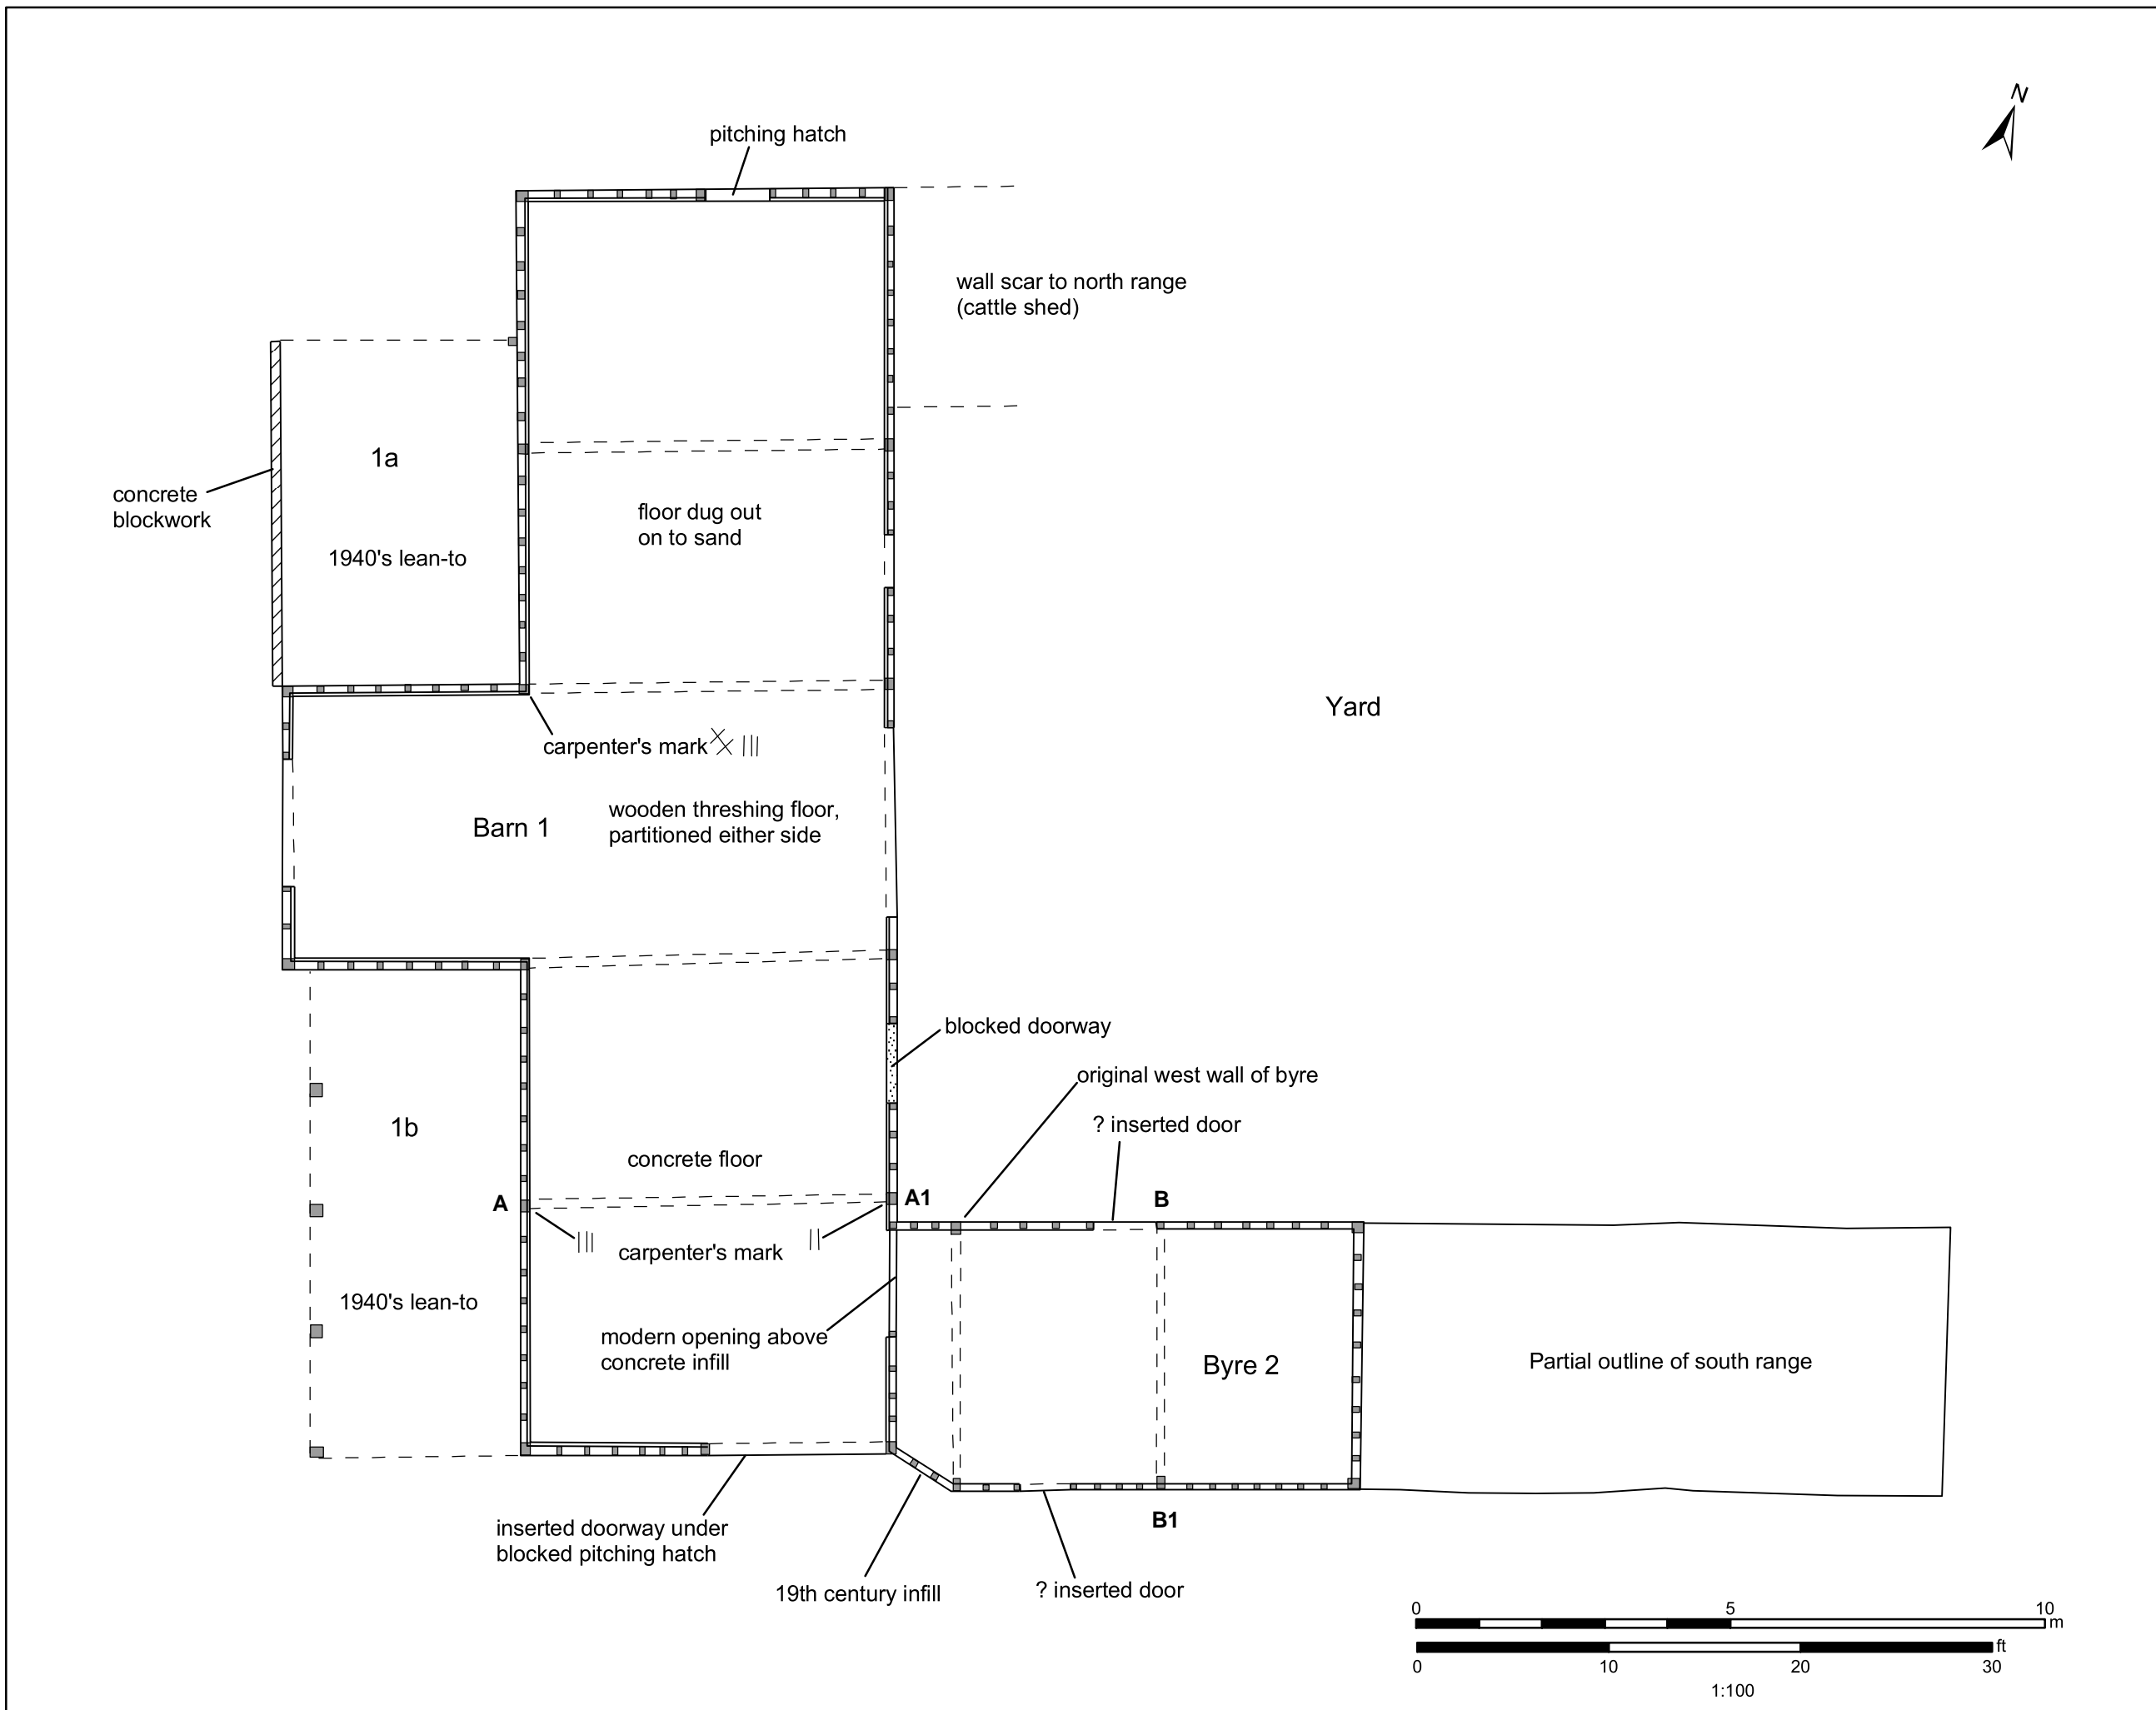 N
pitching hatch
wall scar to north range
(cattle shed)
1a
concrete
blockwork
floor dug out
on to sand
1940's lean-to
Yard
carpenter's mark III
Barn 1
wooden threshing floor,
partitioned either side
blocked doorway
original west wall of byre
1b
? inserted door
concrete floor
A
A1
B
III
carpenter's mark
II
1940's lean-to
modern opening above
concrete infill
Byre 2
Partial outline of south range
inserted doorway under
blocked pitching hatch
B1
19th century infill
? inserted door
0 5 10
m
ft
0 10 20 30
1:100